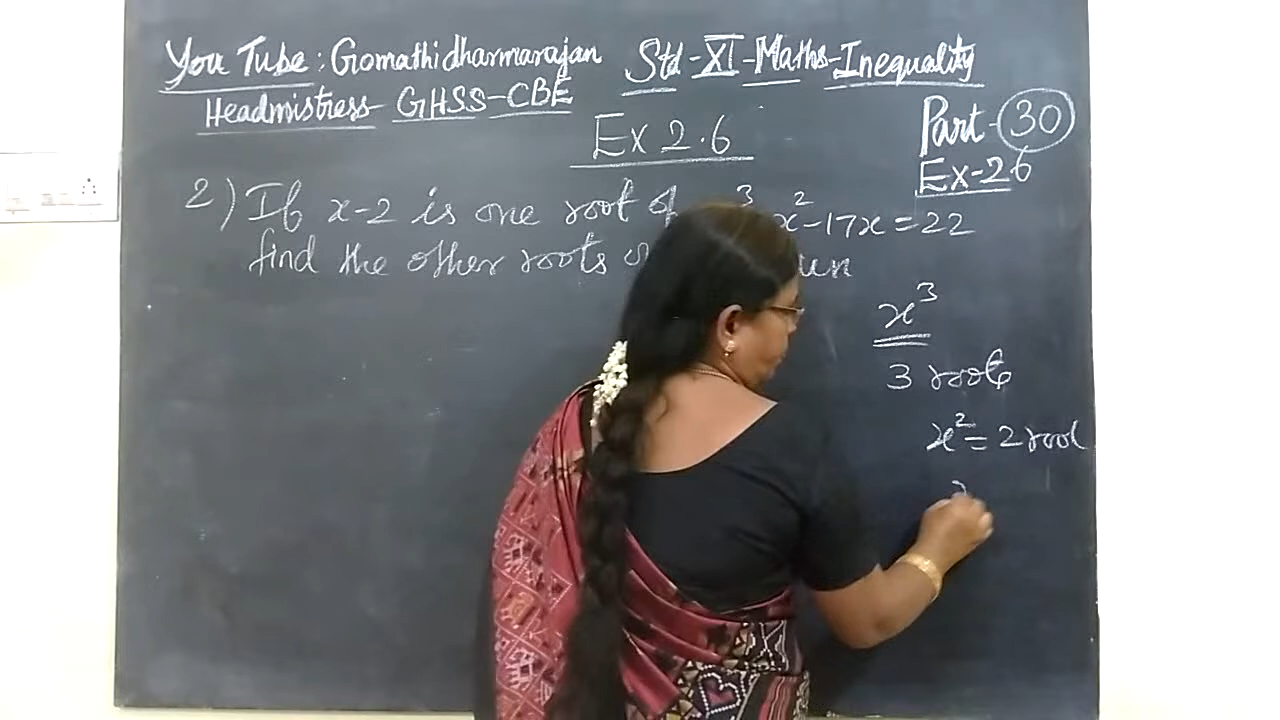 You Tube : Gomathidharmarajan Std-XI-Maths-Inequality
Headmistress-GHSS-CBE
Ex 2.6
Part-30
Ex-2.6
2) If x-2 is one root of x² -17x = 22
find the other roots
x³
3 roots
x² = 2 root